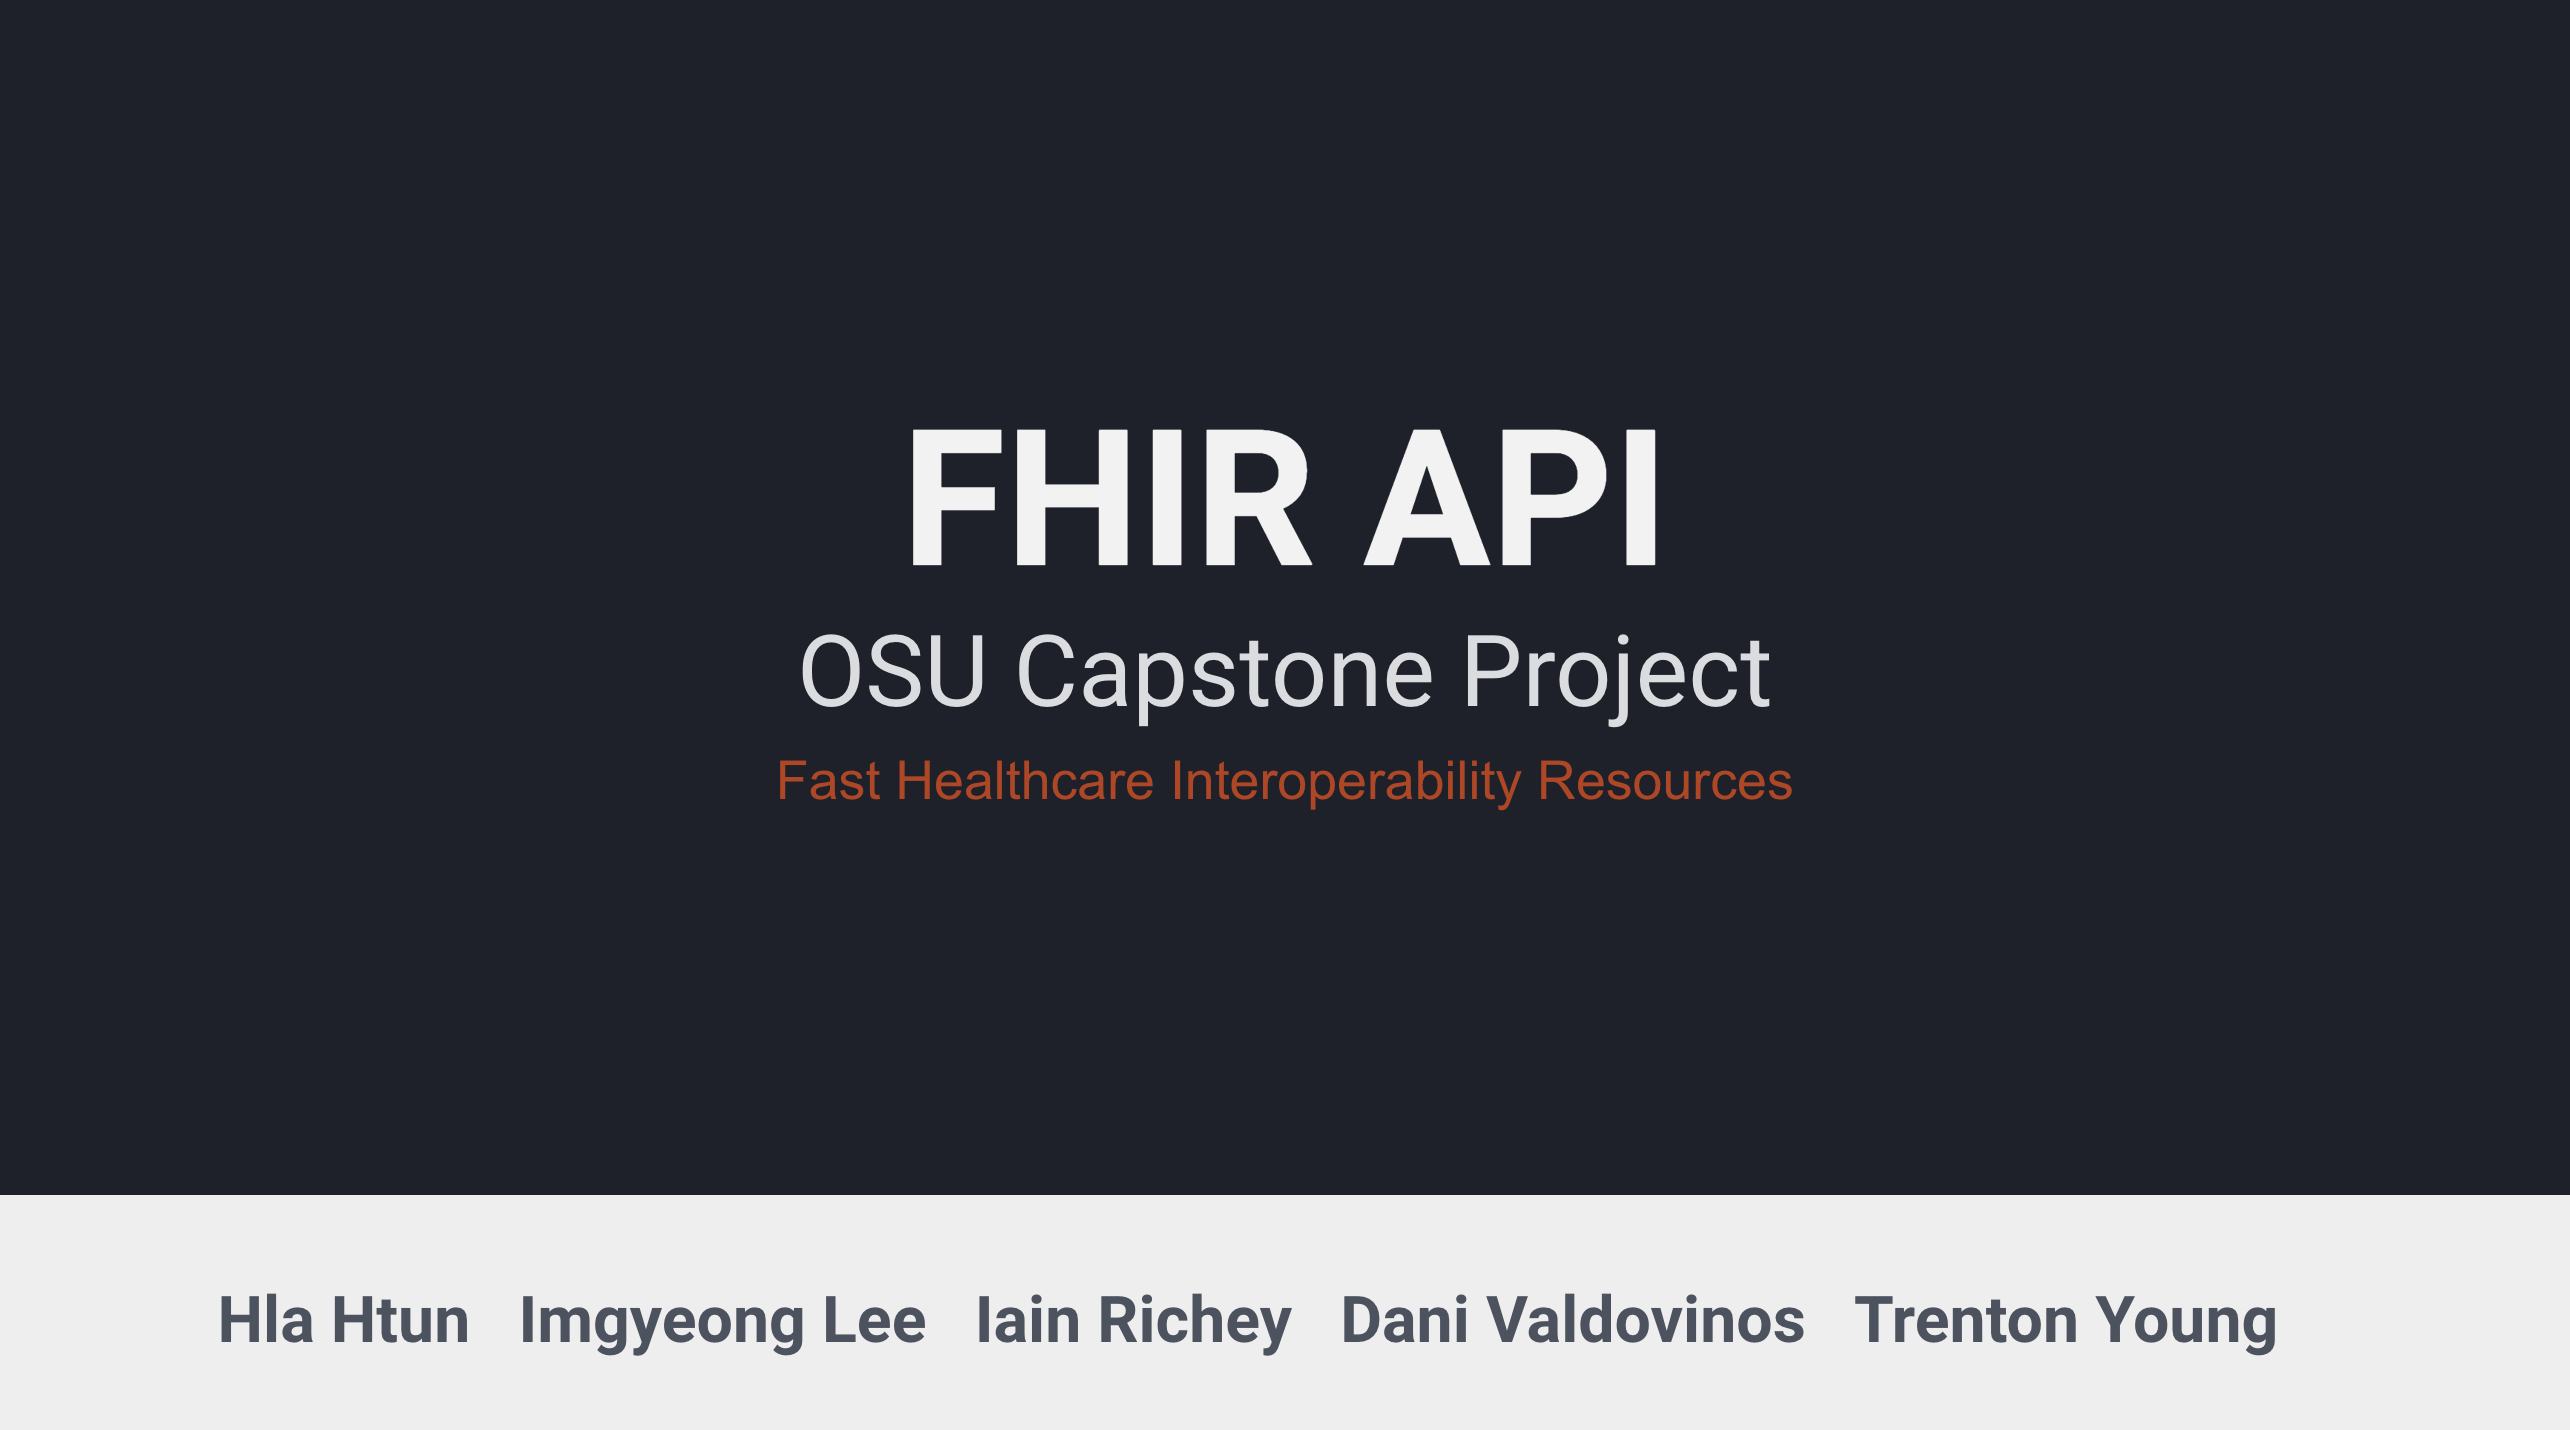 FHIR API
OSU Capstone Project
Fast Healthcare Interoperability Resources
Hla Htun Imgyeong Lee Iain Richey Dani Valdovinos Trenton Young